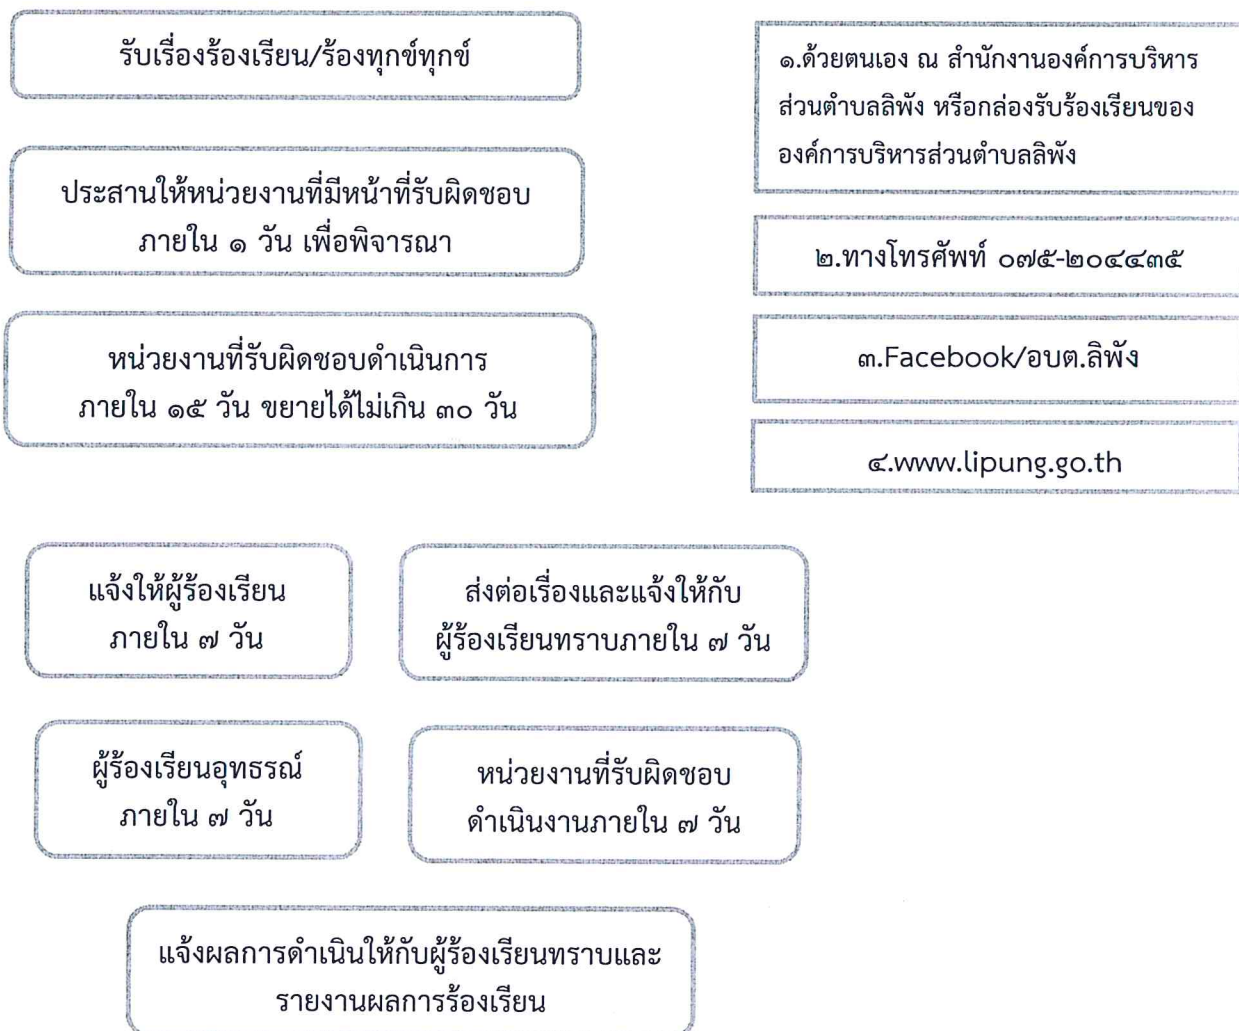 รับเรื่องร้องเรียน/ร้องทุกข์ทุกข์
ประสานให้หน่วยงานที่มีหน้าที่รับผิดชอบ
ภายใน ๑ วัน เพื่อพิจารณา
หน่วยงานที่รับผิดชอบดำเนินการ
ภายใน ๑๕ วัน ขยายได้ไม่เกิน ๓๐ วัน
๑.ด้วยตนเอง ณ สำนักงานองค์การบริหาร
ส่วนตำบลลิพัง หรือกล่องรับร้องเรียนของ
องค์การบริหารส่วนตำบลลิพัง
๒.ทางโทรศัพท์ ๐๗๕-๒๐๔๔๓๕
๓.Facebook/อบต.ลิพัง
๔.www.lipung.go.th
แจ้งให้ผู้ร้องเรียน
ภายใน ๗ วัน
ส่งต่อเรื่องและแจ้งให้กับ
ผู้ร้องเรียนทราบภายใน ๗ วัน
ผู้ร้องเรียนอุทธรณ์
ภายใน ๗ วัน
หน่วยงานที่รับผิดชอบ
ดำเนินงานภายใน ๗ วัน
แจ้งผลการดำเนินให้กับผู้ร้องเรียนทราบและ
รายงานผลการร้องเรียน